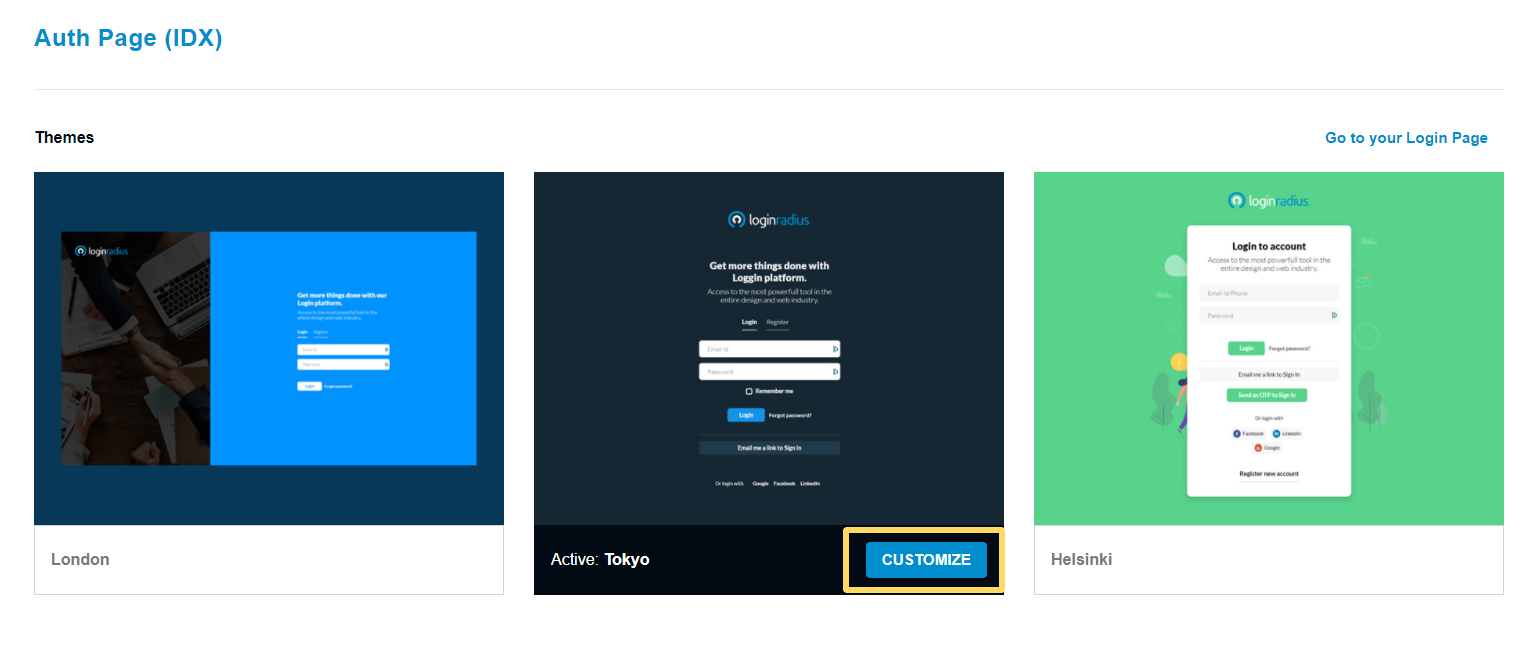 Auth Page (IDX)
Themes
Go to your Login Page
loginradius
Get more things done with our
Login platform.
Access to the most powerful tool in the
entire design and web industry.
Login Register
Email id
Password
Login Forgot password?
London
loginradius
Get more things done with
Loggin platform.
Access to the most powerfull tool in the
entire design and web industry.
Login Register
Email id
Password
Remember me
Login Forgot password?
Email me a link to Sign In
Or login with Google Facebook LinkedIn
Active: Tokyo
CUSTOMIZE
loginradius
Login to account
Access to the most powerfull tool in the
entire design and web industry.
Email id/Phone
Password
Login Forgot password?
Email me a link to Sign In
Send an OTP to Sign In
Or login with
Facebook LinkedIn
Google
Register new account
Helsinki